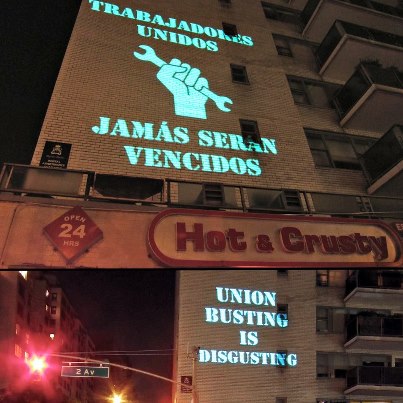 TRABAJADORES
UNIDOS
JAMÁS SERAN
VENCIDOS
OPEN
24
HRS
Hot & Crusty
UNION
BUSTING
IS
DISGUSTING
2 AV